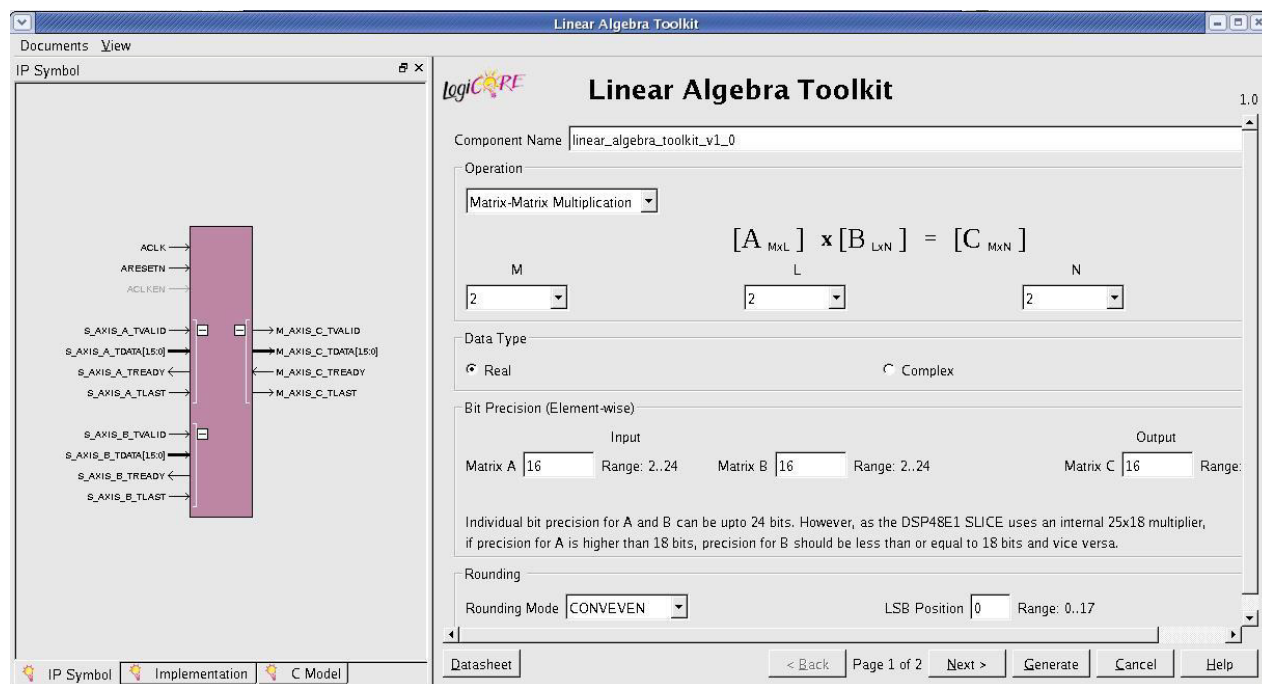 Linear Algebra Toolkit
Documents View
IP Symbol
ACLK
ARESETN
ACLKEN
S_AXIS_A_TVALID
S_AXIS_A_TDATA[15:0]
S_AXIS_A_TREADY
S_AXIS_A_TLAST
S_AXIS_B_TVALID
S_AXIS_B_TDATA[15:0]
S_AXIS_B_TREADY
S_AXIS_B_TLAST
M_AXIS_C_TVALID
M_AXIS_C_TDATA[15:0]
M_AXIS_C_TREADY
M_AXIS_C_TLAST
IP Symbol Implementation C Model
LogiCORE
Linear Algebra Toolkit
1.0
Component Name linear_algebra_toolkit_v1_0
Operation
Matrix-Matrix Multiplication
[A MxL ] x [B LxN ] = [C MxN ]
M L N
2 2 2
Data Type
Real Complex
Bit Precision (Element-wise)
Input Output
Matrix A 16 Range: 2..24 Matrix B 16 Range: 2..24 Matrix C 16 Range:
Individual bit precision for A and B can be upto 24 bits. However, as the DSP48E1 SLICE uses an internal 25x18 multiplier,
if precision for A is higher than 18 bits, precision for B should be less than or equal to 18 bits and vice versa.
Rounding
Rounding Mode CONVEVEN LSB Position 0 Range: 0..17
Datasheet < Back Page 1 of 2 Next > Generate Cancel Help